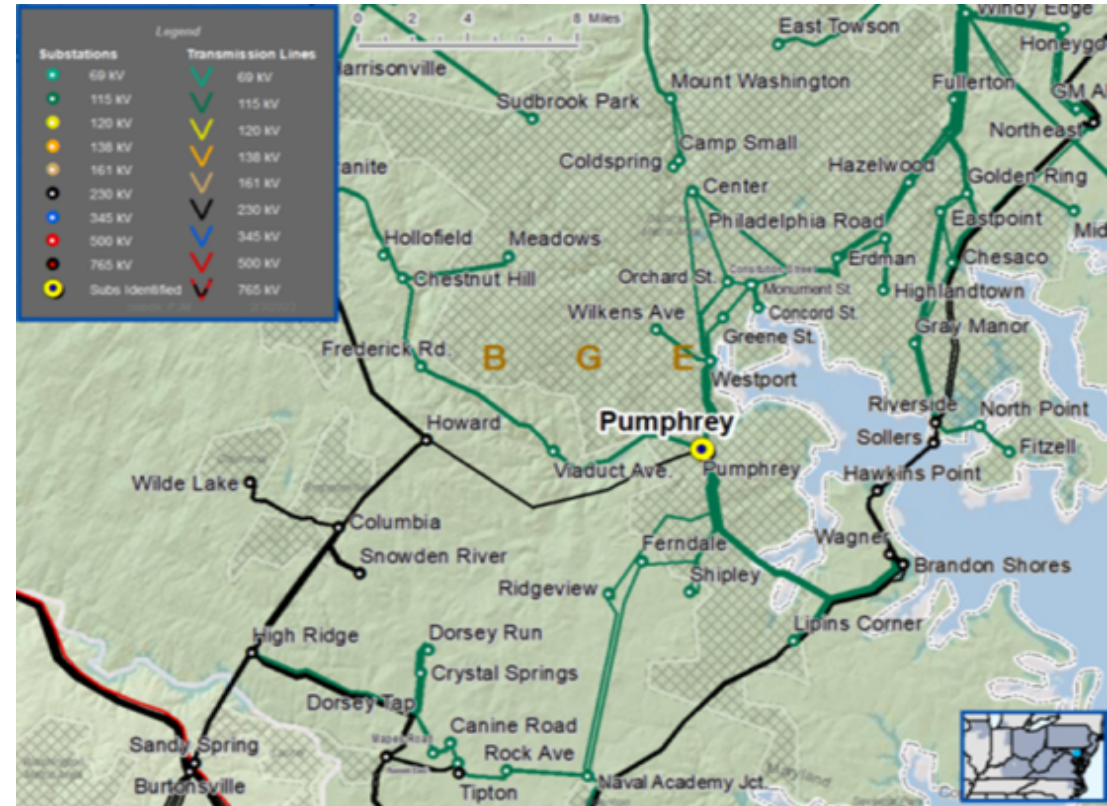 Legend
Substations Transmission Lines
69 kV 69 kV
115 kV 115 kV
120 kV 120 kV
138 kV 138 kV
161 kV 161 kV
230 kV 230 kV
345 kV 345 kV
500 kV 500 kV
765 kV 765 kV
Subs Identified
0 2 4 8 Miles
East Towson
Windy Edge
Honeygo
arrisonville
Mount Washington
Fullerton
GM Al
Sudbrook Park
Northeast
Camp Small
Coldspring
Hazelwood
anite
Golden Ring
Center
Philadelphia Road
Eastpoint
Mid
Hollofield
Meadows
Erdman
Chesaco
Chestnut Hill
Orchard St.
Constitution Street
Monument St.
Highlandtown
Wilkens Ave
Concord St.
Greene St.
Gray Manor
Frederick Rd.
B G E
Westport
Riverside
North Point
Howard
Pumphrey
Sollers
Fitzell
Viaduct Ave.
Pumphrey
Hawkins Point
Wilde Lake
Columbia
Wagner
Snowden River
Ferndale
Brandon Shores
Ridgeview
Shipley
Lipins Corner
High Ridge
Dorsey Run
Crystal Springs
Dorsey Tap
Canine Road
Mapes Road
Sandy Spring
Rock Ave
Burtonsville
Tipton
Naval Academy Jct.
Maryland